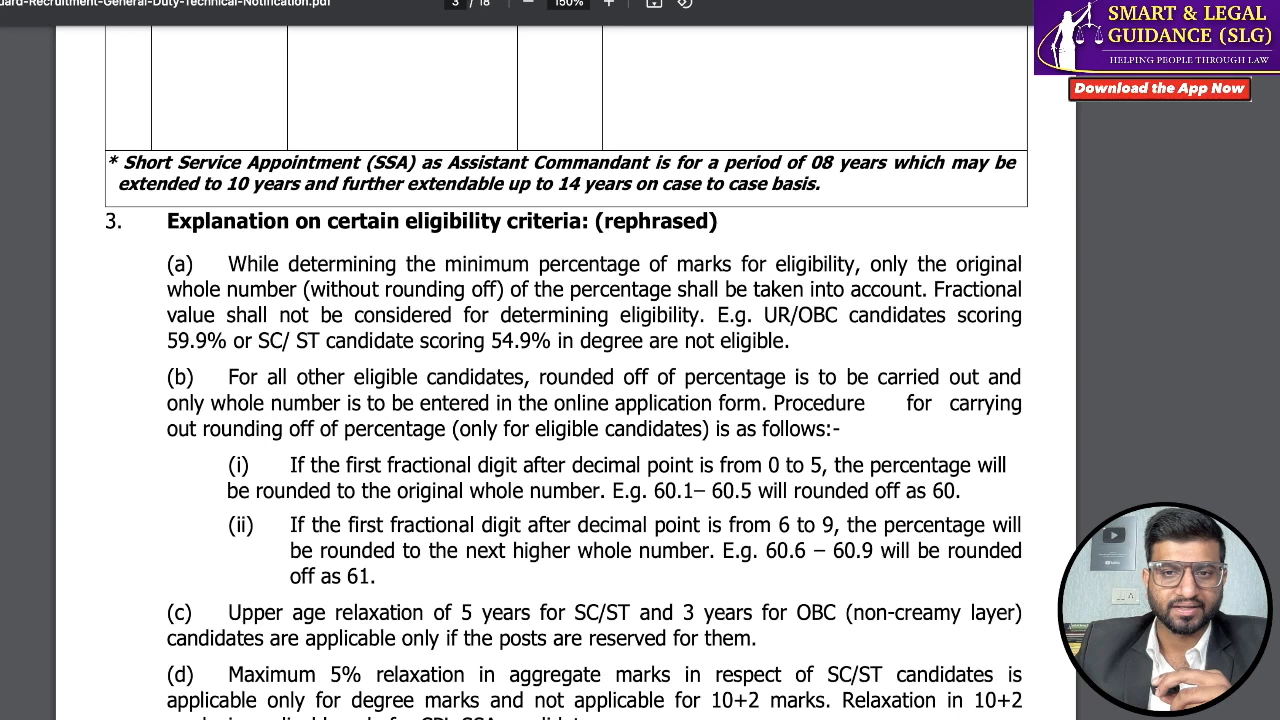 uard-Recruitment-General-Duty-Technical-Notification.pdf
3 / 18
150%
SMART & LEGAL
GUIDANCE (SLG)
HELPING PEOPLE THROUGH LAW
Download the App Now
* Short Service Appointment (SSA) as Assistant Commandant is for a period of 08 years which may be
extended to 10 years and further extendable up to 14 years on case to case basis.
3. Explanation on certain eligibility criteria: (rephrased)
(a) While determining the minimum percentage of marks for eligibility, only the original
whole number (without rounding off) of the percentage shall be taken into account. Fractional
value shall not be considered for determining eligibility. E.g. UR/OBC candidates scoring
59.9% or SC/ ST candidate scoring 54.9% in degree are not eligible.
(b) For all other eligible candidates, rounded off of percentage is to be carried out and
only whole number is to be entered in the online application form. Procedure for carrying
out rounding off of percentage (only for eligible candidates) is as follows:-
(i) If the first fractional digit after decimal point is from 0 to 5, the percentage will
be rounded to the original whole number. E.g. 60.1– 60.5 will rounded off as 60.
(ii) If the first fractional digit after decimal point is from 6 to 9, the percentage will
be rounded to the next higher whole number. E.g. 60.6 – 60.9 will be rounded
off as 61.
(c) Upper age relaxation of 5 years for SC/ST and 3 years for OBC (non-creamy layer)
candidates are applicable only if the posts are reserved for them.
(d) Maximum 5% relaxation in aggregate marks in respect of SC/ST candidates is
applicable only for degree marks and not applicable for 10+2 marks. Relaxation in 10+2